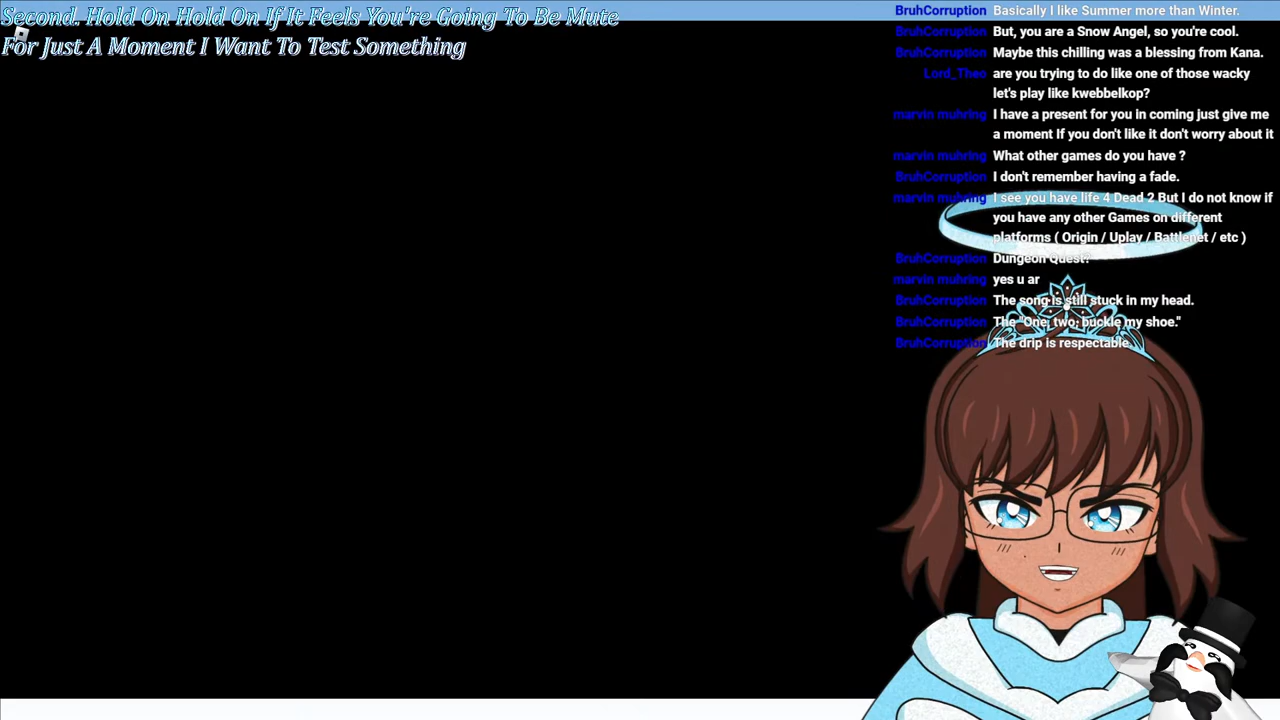 Second. Hold On Hold On If It Feels You're Going To Be Mute
For Just A Moment I Want To Test Something
BruhCorruption Basically I like Summer more than Winter.
BruhCorruption But, you are a Snow Angel, so you're cool.
BruhCorruption Maybe this chilling was a blessing from Kana.
Lord_Theo are you trying to do like one of those wacky
let's play like kwebbelkop?
marvin muhring I have a present for you In coming just give me
a moment If you don't like it don't worry about it
marvin muhring What other games do you have ?
BruhCorruption I don't remember having a fade.
marvin muhring I see you have life 4 Dead 2 But I do not know if
you have any other Games on different
platforms ( Origin / Uplay / Battlenet / etc )
BruhCorruption Dungeon Quest?
marvin muhring yes u ar
BruhCorruption The song is still stuck in my head.
BruhCorruption The "One, two, buckle my shoe."
BruhCorruption The drip is respectable.